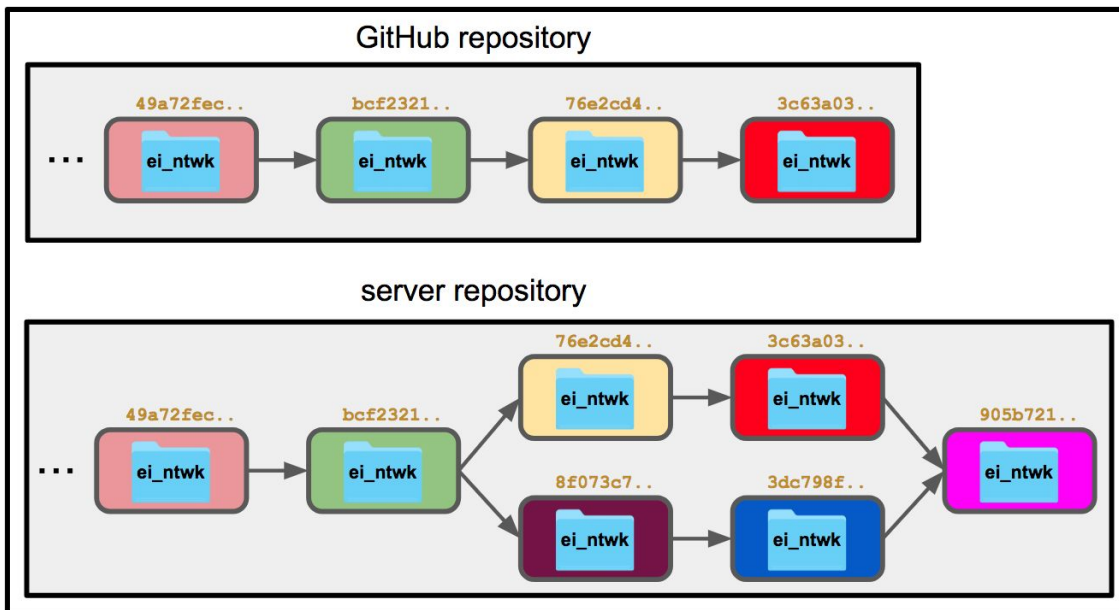 GitHub repository
49a72fec.. bcf2321.. 76e2cd4.. 3c63a03..
... ei_ntwk ei_ntwk ei_ntwk ei_ntwk
server repository
76e2cd4.. 3c63a03..
ei_ntwk ei_ntwk
49a72fec.. bcf2321.. 905b721..
... ei_ntwk ei_ntwk ei_ntwk
8f073c7.. 3dc798f..
ei_ntwk ei_ntwk